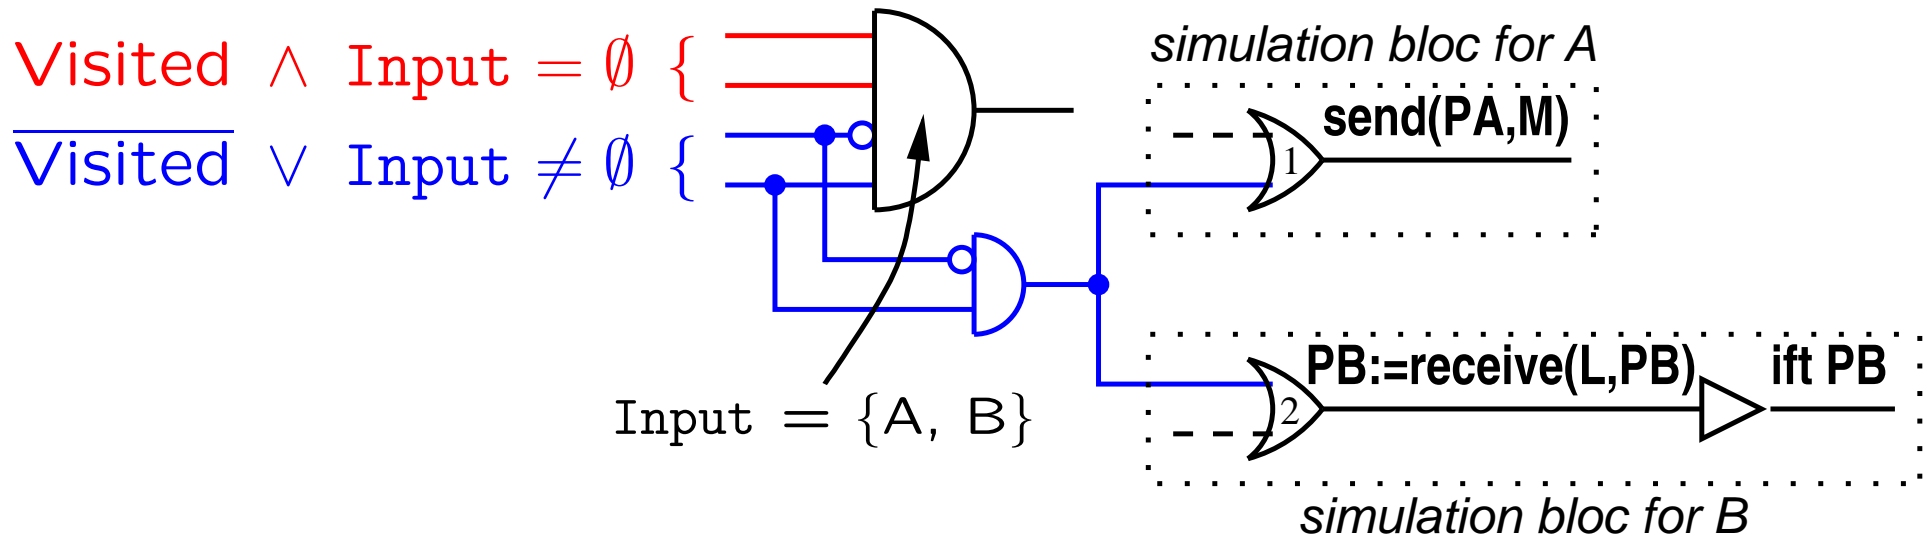 Visited ∧ Input = ∅ {
V̅i̅s̅i̅t̅e̅d̅ ∨ Input ≠ ∅ {
simulation bloc for A
send(PA,M)
1
PB:=receive(L,PB)
ift PB
2
Input = {A, B}
simulation bloc for B